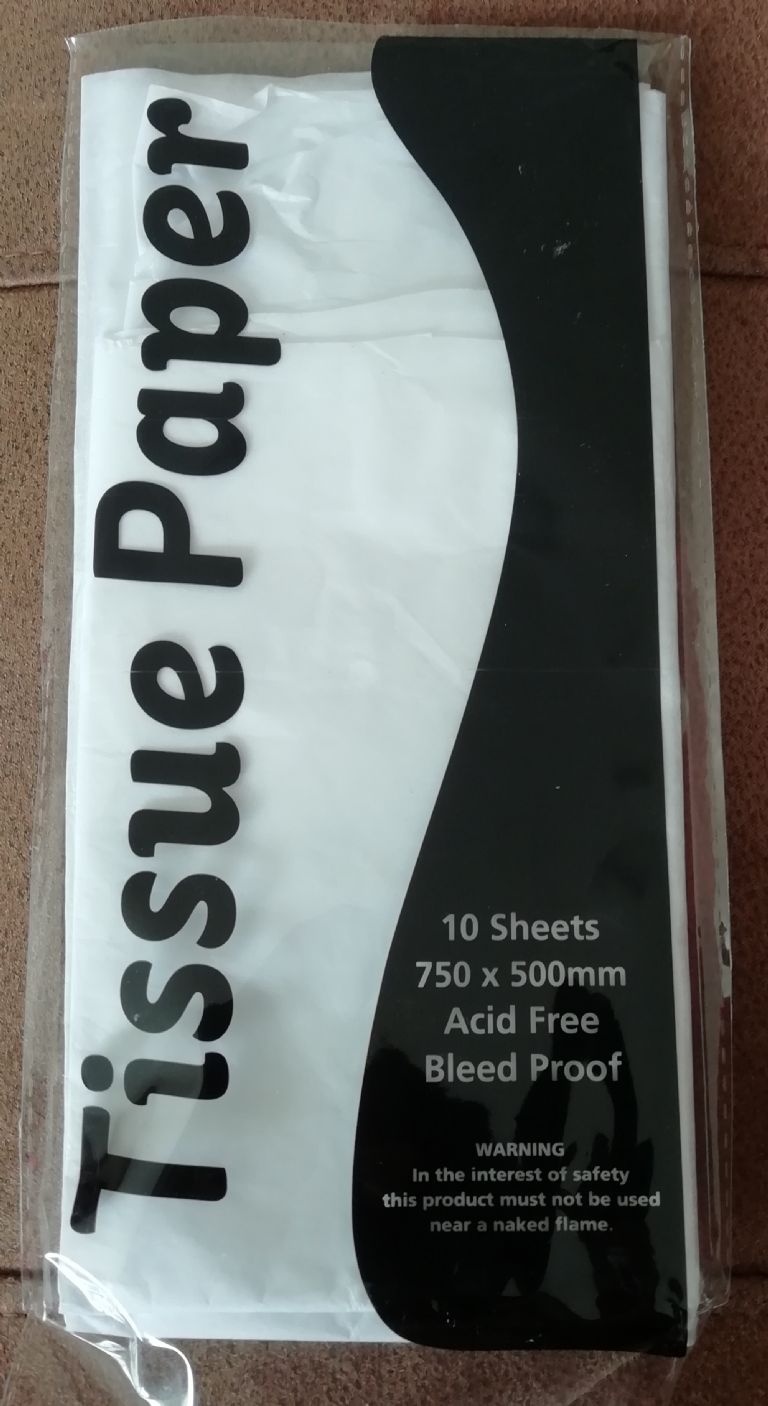 Tissue Paper
10 Sheets
750 x 500mm
Acid Free
Bleed Proof
WARNING
In the interest of safety
this product must not be used
near a naked flame.